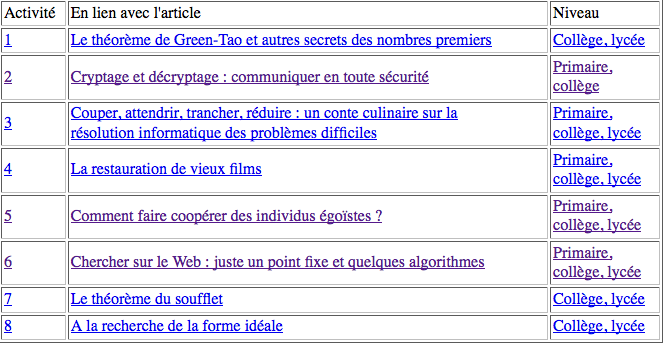 Activité En lien avec l'article Niveau
1 Le théorème de Green-Tao et autres secrets des nombres premiers Collège, lycée
2 Cryptage et décryptage : communiquer en toute sécurité Primaire,
collège
3 Couper, attendrir, trancher, réduire : un conte culinaire sur la
résolution informatique des problèmes difficiles Primaire,
collège, lycée
4 La restauration de vieux films Primaire,
collège, lycée
5 Comment faire coopérer des individus égoïstes ? Primaire,
collège, lycée
6 Chercher sur le Web : juste un point fixe et quelques algorithmes Primaire,
collège, lycée
7 Le théorème du soufflet Collège, lycée
8 A la recherche de la forme idéale Collège, lycée